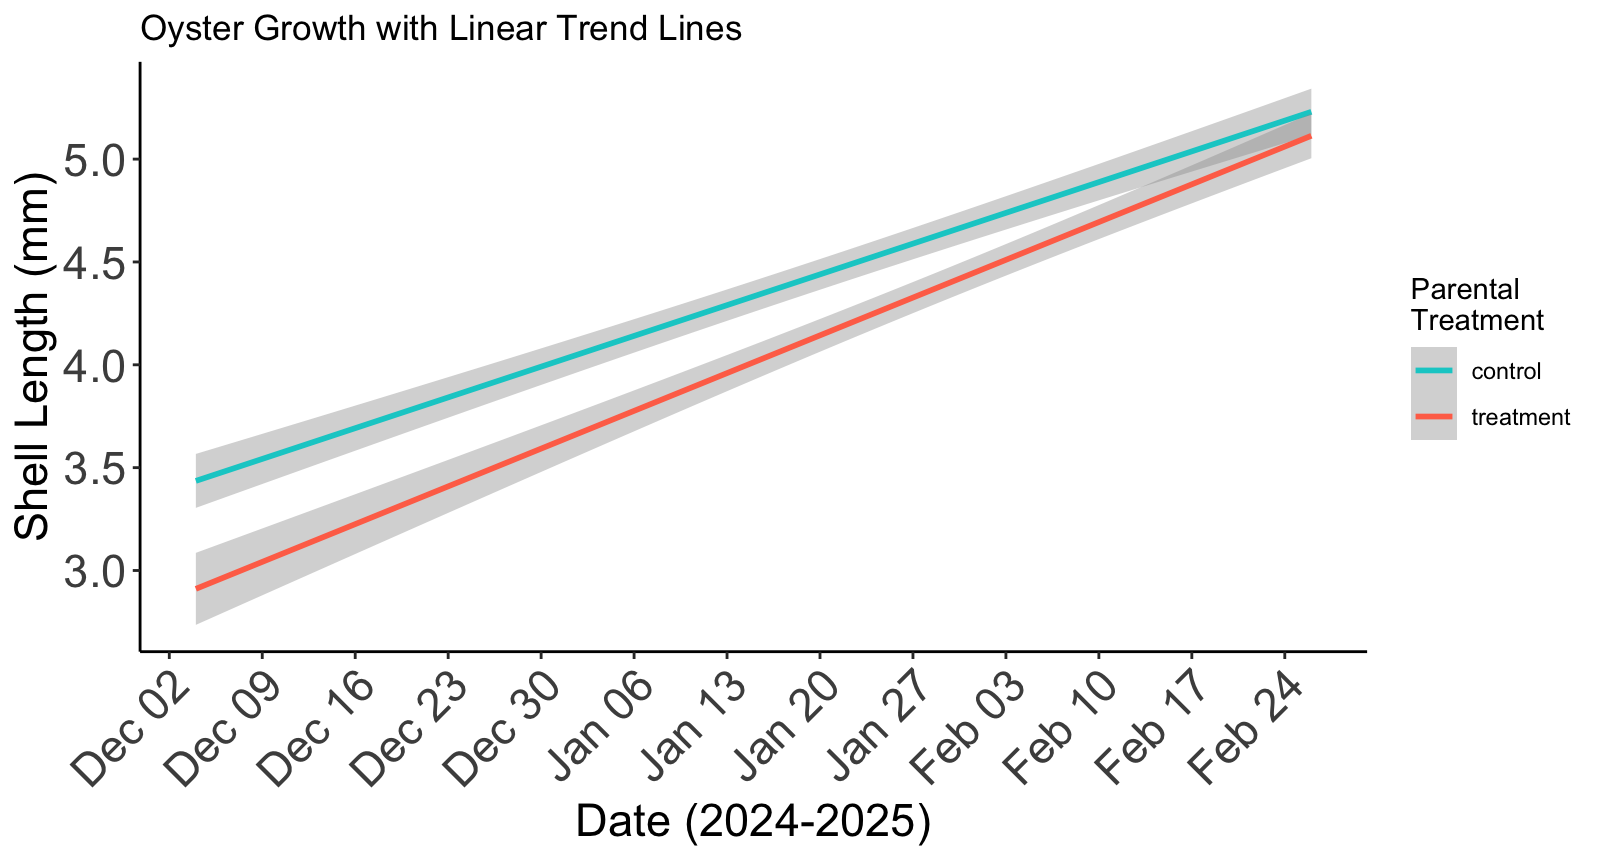 Oyster Growth with Linear Trend Lines
Shell Length (mm)
5.0
4.5
4.0
3.5
3.0
Dec 02
Dec 09
Dec 16
Dec 23
Dec 30
Jan 06
Jan 13
Jan 20
Jan 27
Feb 03
Feb 10
Feb 17
Feb 24
Date (2024-2025)
Parental
Treatment
control
treatment